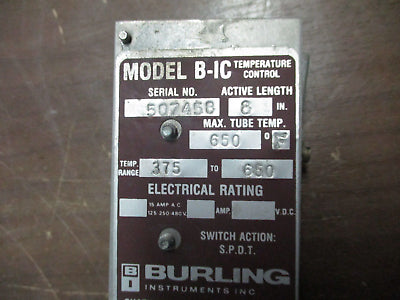 MODEL B-1C TEMPERATURE CONTROL
SERIAL NO. ACTIVE LENGTH
507458 8 IN.
MAX. TUBE TEMP.
650 °F
TEMP. RANGE 375 TO 650
ELECTRICAL RATING
15 AMP A.C. 125-250/480 V. AMP. V.D.C.
SWITCH ACTION:
S.P.D.T.
BI BURLING
INSTRUMENTS INC